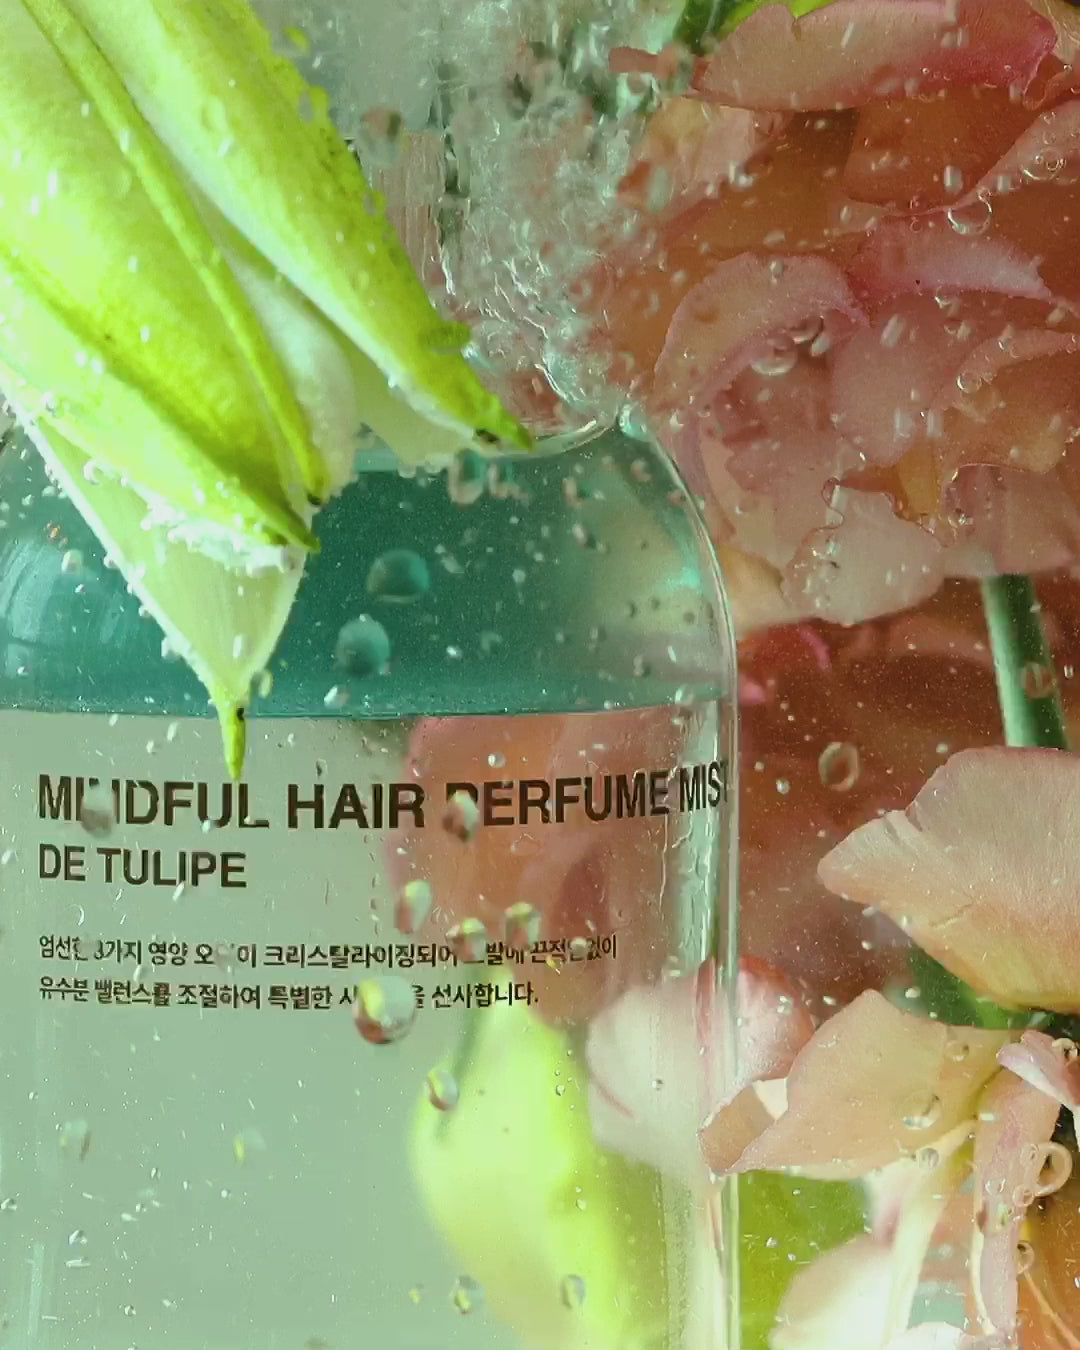 MINDFUL HAIR PERFUME MIST
DE TULIPE
엄선된 3가지 영양 오일이 크리스탈라이징되어 모발에 끈적임없이
유수분 밸런스를 조절하여 특별한 을 선사합니다.